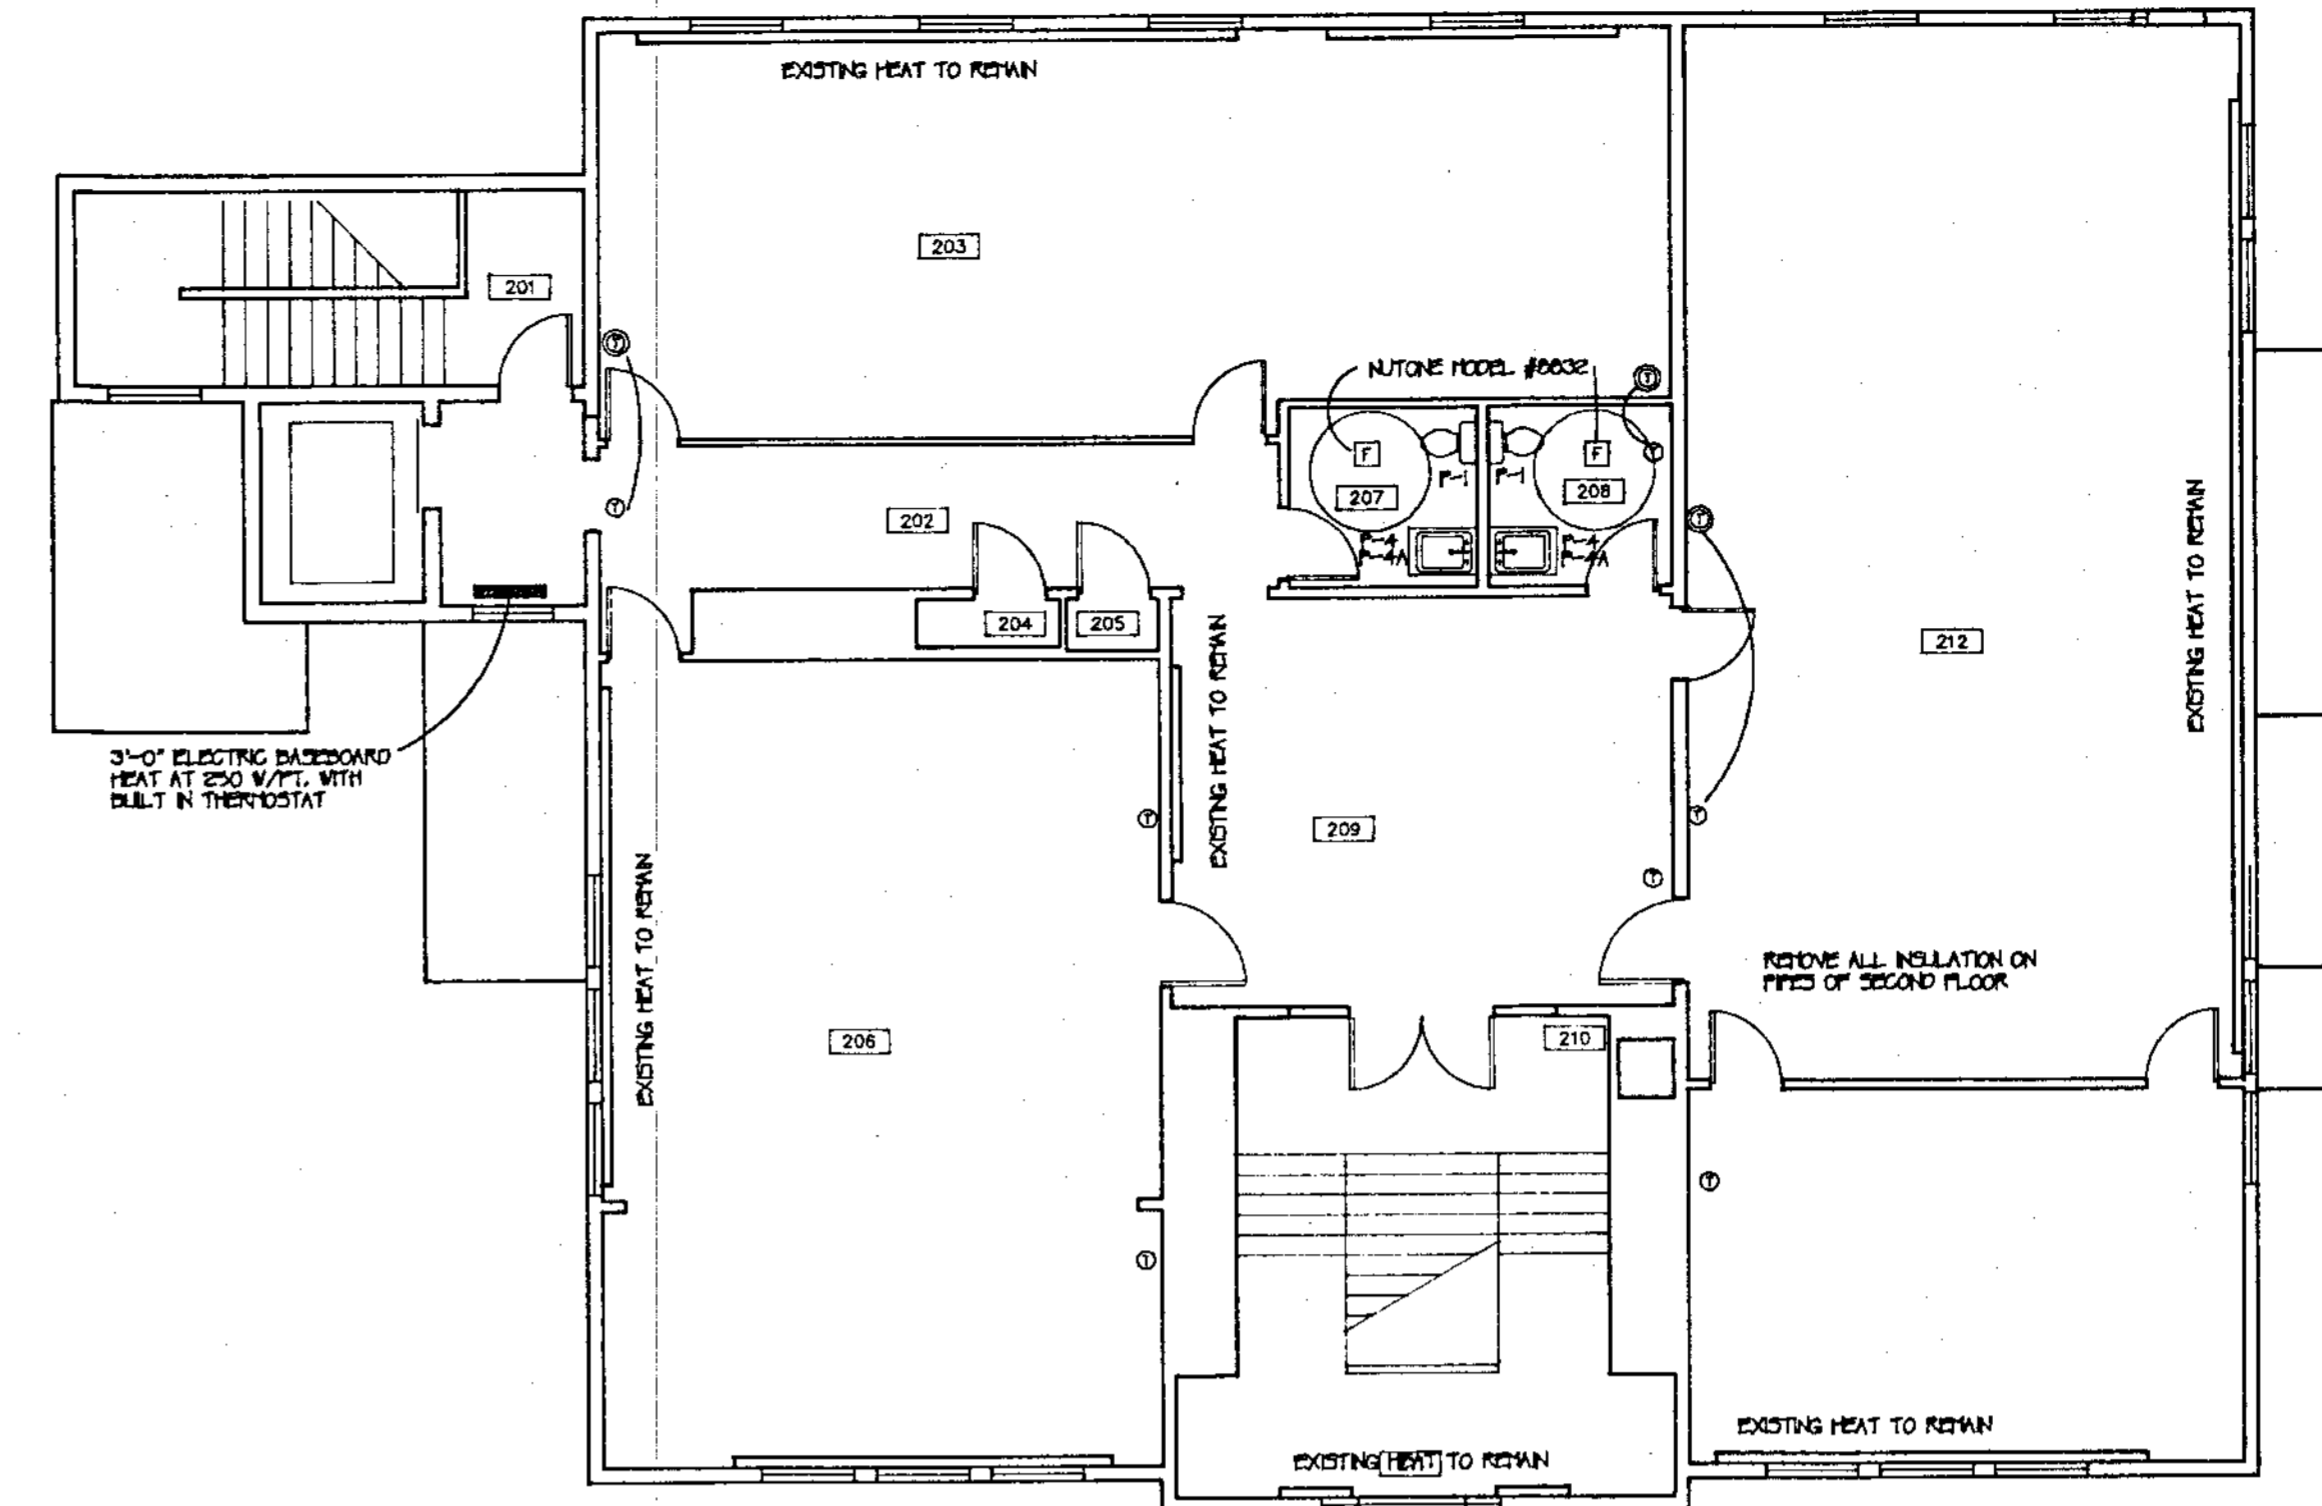 EXISTING HEAT TO REMAIN
203
201
T
T
NUTONE MODEL #8832
T
F
F
T
P-1
P-1
207
208
202
T
T
P-4
P-4A
P-4
P-4A
204
205
212
EXISTING HEAT TO REMAIN
EXISTING HEAT TO REMAIN
3'-0" ELECTRIC BASEBOARD
HEAT AT 250 W/FT. WITH
BUILT IN THERMOSTAT
T
T
209
T
EXISTING HEAT TO REMAIN
REMOVE ALL INSULATION ON
PIPES OF SECOND FLOOR
206
210
T
T
EXISTING HEAT TO REMAIN
EXISTING HEAT TO REMAIN